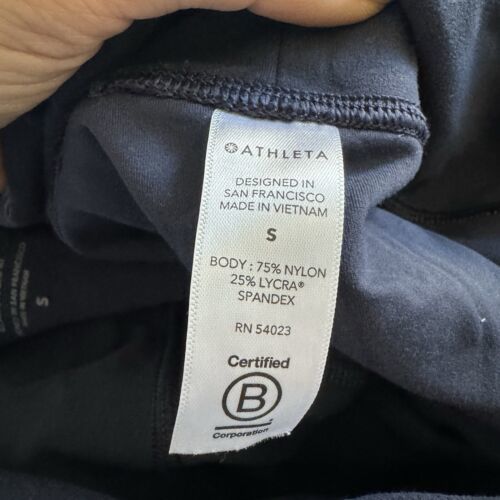 ATHLETA
DESIGNED IN
SAN FRANCISCO
MADE IN VIETNAM
S
BODY : 75% NYLON
25% LYCRA®
SPANDEX
RN 54023
Certified
B
Corporation
S